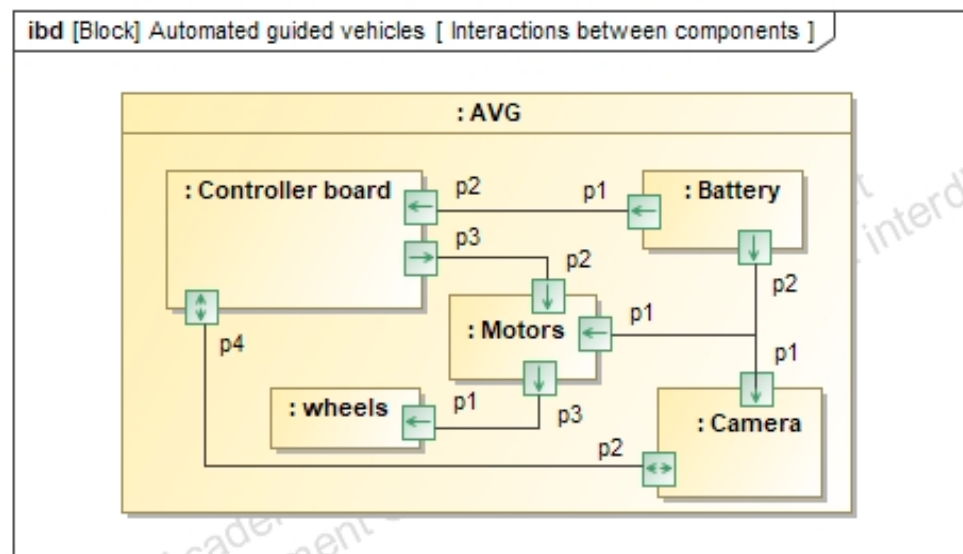 ibd [Block] Automated guided vehicles [ Interactions between components ]
: AVG
: Controller board
p2
p1
: Battery
p3
p2
p2
: Motors
p1
p4
p1
: wheels
p1
p3
: Camera
p2